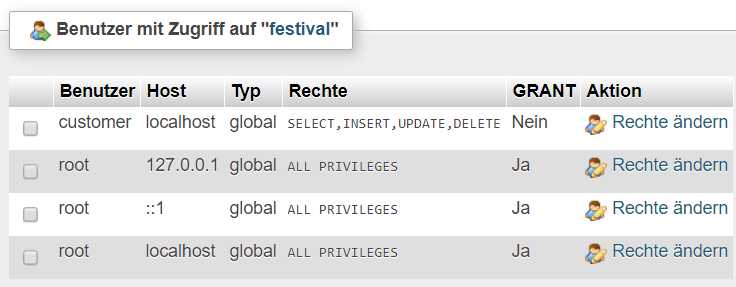 Benutzer mit Zugriff auf "festival"
Benutzer Host Typ Rechte GRANT Aktion
customer localhost global SELECT,INSERT,UPDATE,DELETE Nein Rechte ändern
root 127.0.0.1 global ALL PRIVILEGES Ja Rechte ändern
root ::1 global ALL PRIVILEGES Ja Rechte ändern
root localhost global ALL PRIVILEGES Ja Rechte ändern